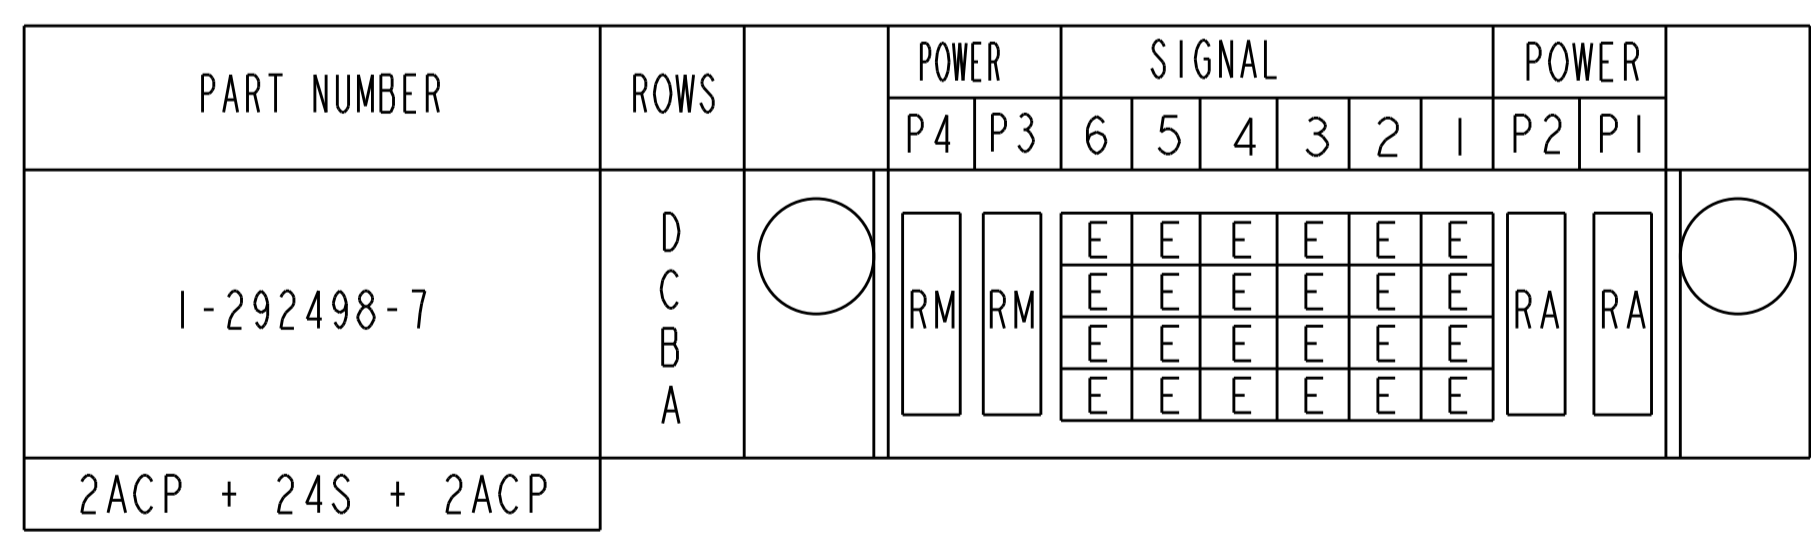 PART NUMBER ROWS POWER SIGNAL POWER
P4 P3 6 5 4 3 2 1 P2 P1
1-292498-7
D E E E E E E
C E E E E E E
RM RM RA RA
B E E E E E E
A E E E E E E
2ACP + 24S + 2ACP